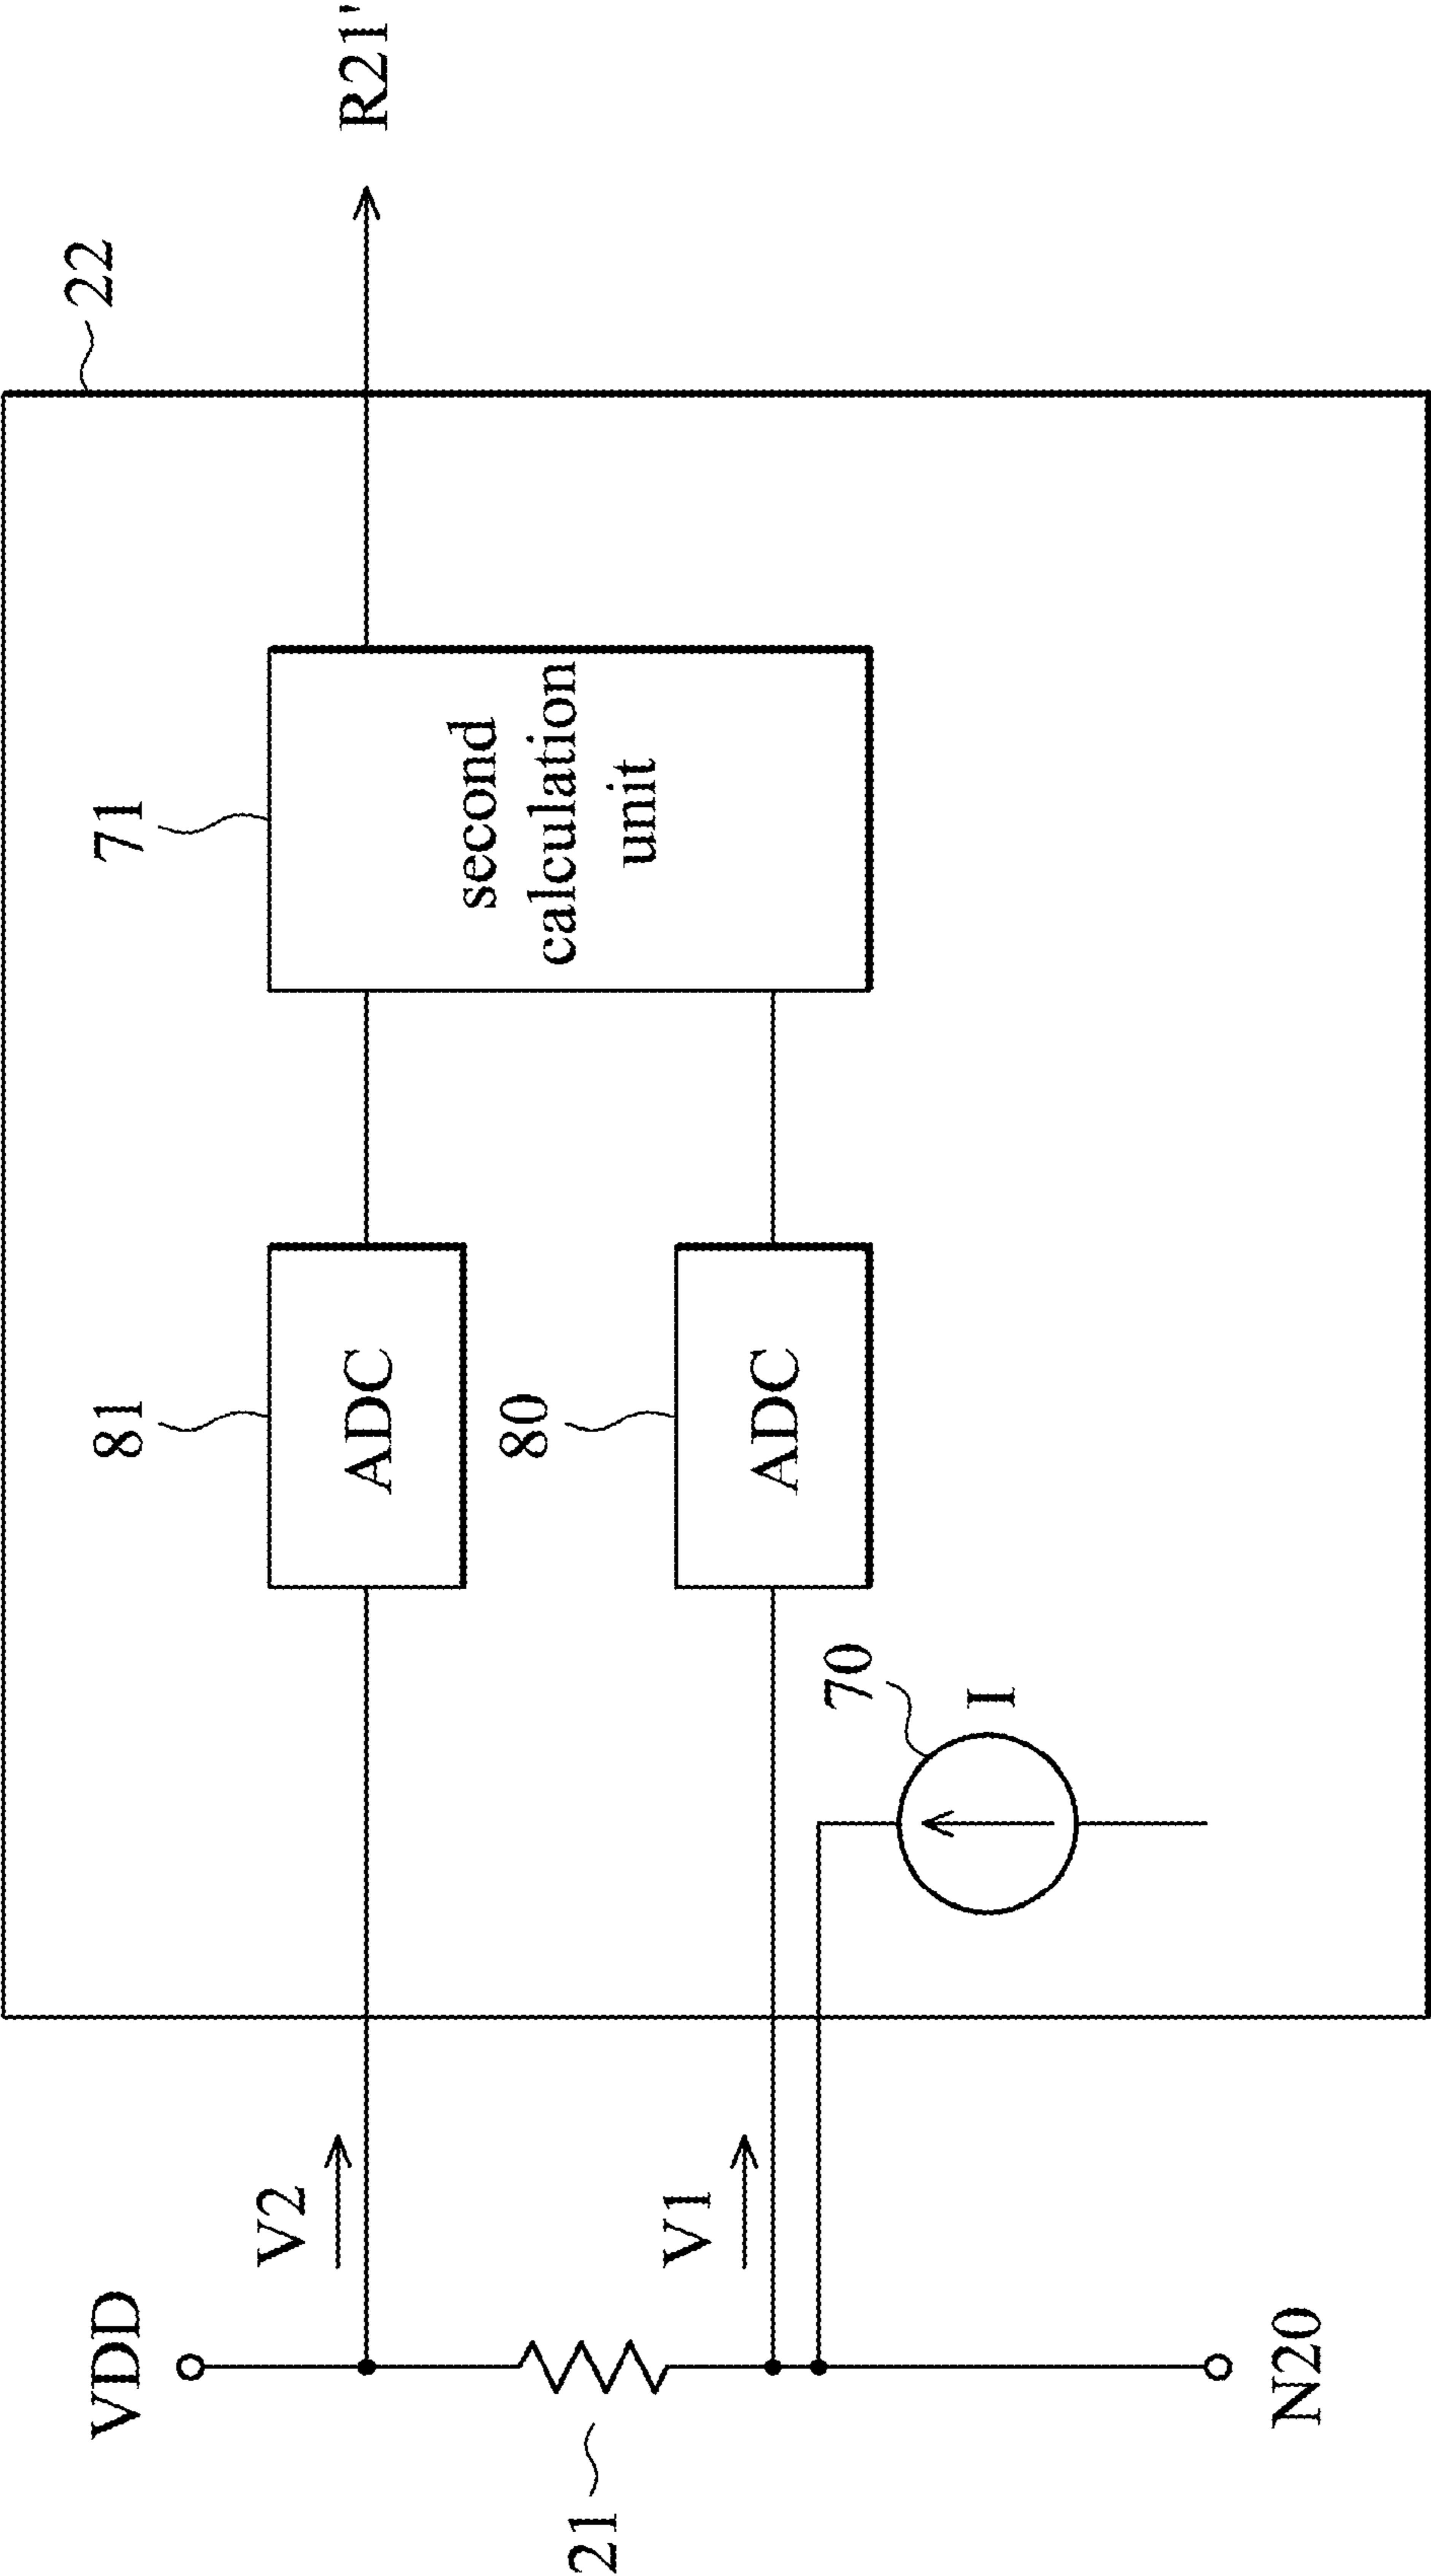 22
R21'
71
second
calculation
unit
81
ADC
80
ADC
70
I
VDD
V2
V1
21
N20